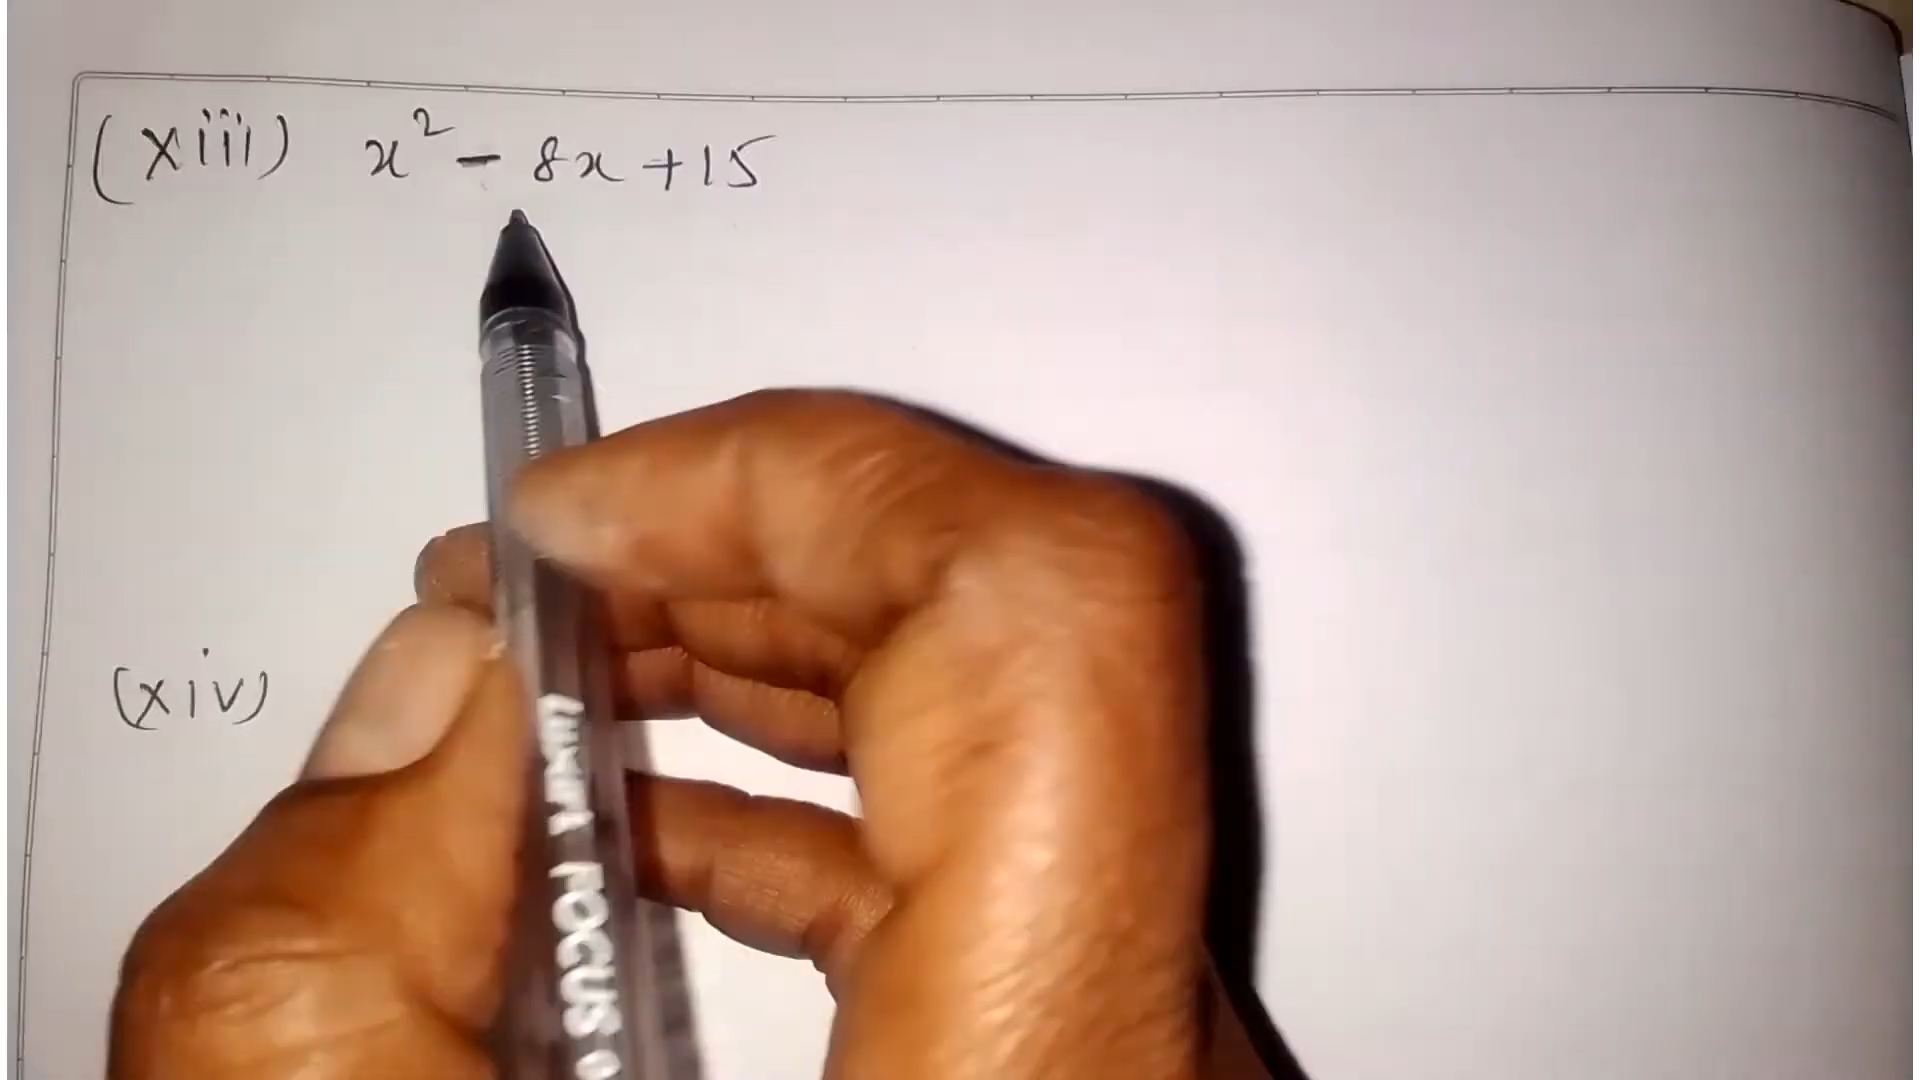 (xiii) x² - 8x + 15
(xiv)
FOCUS